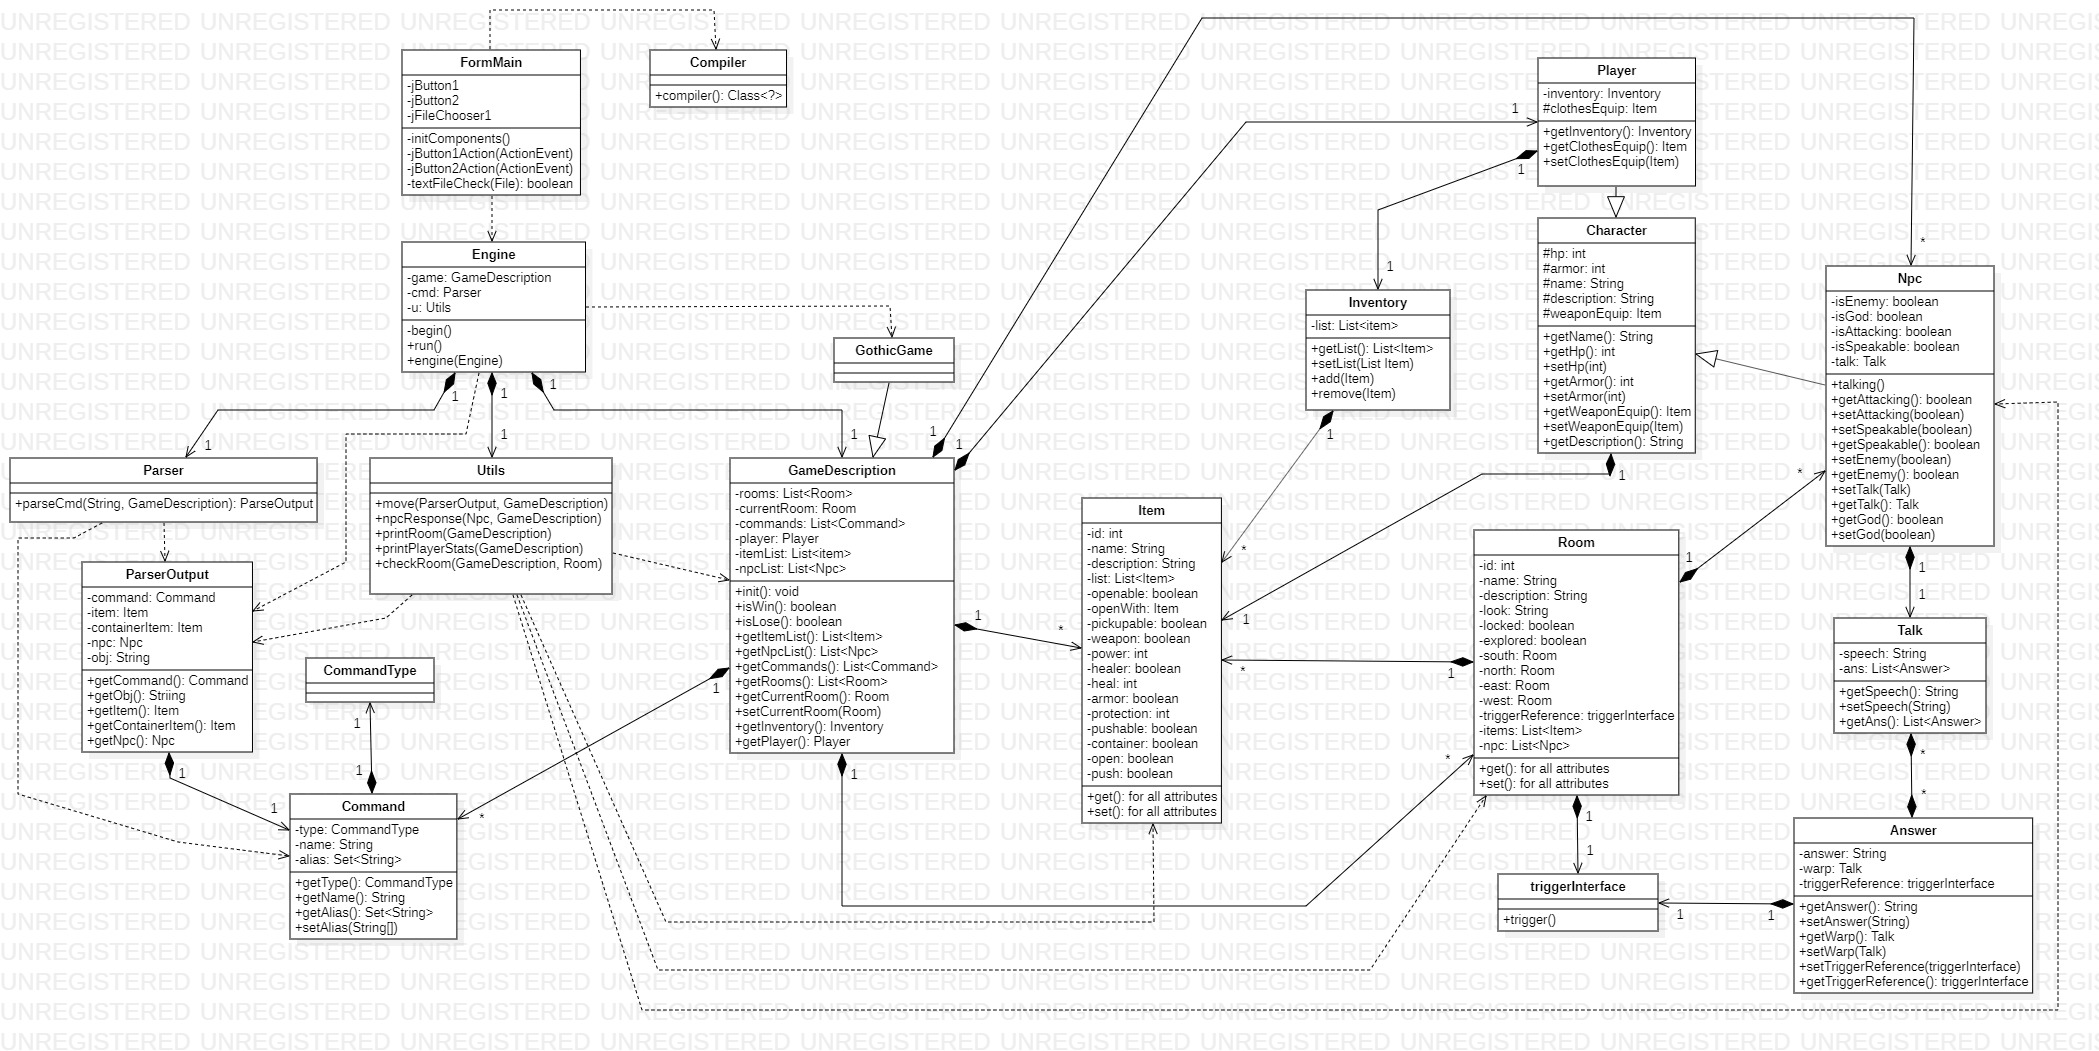 FormMain
-jButton1
-jButton2
-jFileChooser1
-initComponents()
-jButton1Action(ActionEvent)
-jButton2Action(ActionEvent)
-textFileCheck(File): boolean
Compiler
+compiler(): Class<?>
Engine
-game: GameDescription
-cmd: Parser
-u: Utils
-begin()
+run()
+engine(Engine)
1
1
1
1
1
1
GothicGame
Parser
+parseCmd(String, GameDescription): ParseOutput
Utils
+move(ParserOutput, GameDescription)
+npcResponse(Npc, GameDescription)
+printRoom(GameDescription)
+printPlayerStats(GameDescription)
+checkRoom(GameDescription, Room)
ParserOutput
-command: Command
-item: Item
-containerItem: Item
-npc: Npc
-obj: String
+getCommand(): Command
+getObj(): Striing
+getItem(): Item
+getContainerItem(): Item
+getNpc(): Npc
1
1
CommandType
1
1
Command
-type: CommandType
-name: String
-alias: Set<String>
+getType(): CommandType
+getName(): String
+getAlias(): Set<String>
+setAlias(String[])
*
1
GameDescription
-rooms: List<Room>
-currentRoom: Room
-commands: List<Command>
-player: Player
-itemList: List<item>
-npcList: List<Npc>
+init(): void
+isWin(): boolean
+isLose(): boolean
+getItemList(): List<Item>
+getNpcList(): List<Npc>
+getCommands(): List<Command>
+getRooms(): List<Room>
+getCurrentRoom(): Room
+setCurrentRoom(Room)
+getInventory(): Inventory
+getPlayer(): Player
1
1
1
*
1
*
1
*
Player
-inventory: Inventory
#clothesEquip: Item
+getInventory(): Inventory
+getClothesEquip(): Item
+setClothesEquip(Item)
1
1
Inventory
-list: List<item>
+getList(): List<Item>
+setList(List Item)
+add(Item)
+remove(Item)
1
*
Character
#hp: int
#armor: int
#name: String
#description: String
#weaponEquip: Item
+getName(): String
+getHp(): int
+setHp(int)
+getArmor(): int
+setArmor(int)
+getWeaponEquip(): Item
+setWeaponEquip(Item)
+getDescription(): String
1
1
Item
-id: int
-name: String
-description: String
-list: List<Item>
-openable: boolean
-openWith: Item
-pickupable: boolean
-weapon: boolean
-power: int
-healer: boolean
-heal: int
-armor: boolean
-protection: int
-pushable: boolean
-container: boolean
-open: boolean
-push: boolean
+get(): for all attributes
+set(): for all attributes
*
1
Room
-id: int
-name: String
-description: String
-look: String
-locked: boolean
-explored: boolean
-south: Room
-north: Room
-east: Room
-west: Room
-triggerReference: triggerInterface
-items: List<Item>
-npc: List<Npc>
+get(): for all attributes
+set(): for all attributes
1
*
1
1
triggerInterface
+trigger()
1
1
Npc
-isEnemy: boolean
-isGod: boolean
-isAttacking: boolean
-isSpeakable: boolean
-talk: Talk
+talking()
+getAttacking(): boolean
+setAttacking(boolean)
+setSpeakable(boolean)
+getSpeakable(): boolean
+setEnemy(boolean)
+getEnemy(): boolean
+setTalk(Talk)
+getTalk(): Talk
+getGod(): boolean
+setGod(boolean)
1
1
Talk
-speech: String
-ans: List<Answer>
+getSpeech(): String
+setSpeech(String)
+getAns(): List<Answer>
*
*
Answer
-answer: String
-warp: Talk
-triggerReference: triggerInterface
+getAnswer(): String
+setAnswer(String)
+getWarp(): Talk
+setWarp(Talk)
+setTriggerReference(triggerInterface)
+getTriggerReference(): triggerInterface